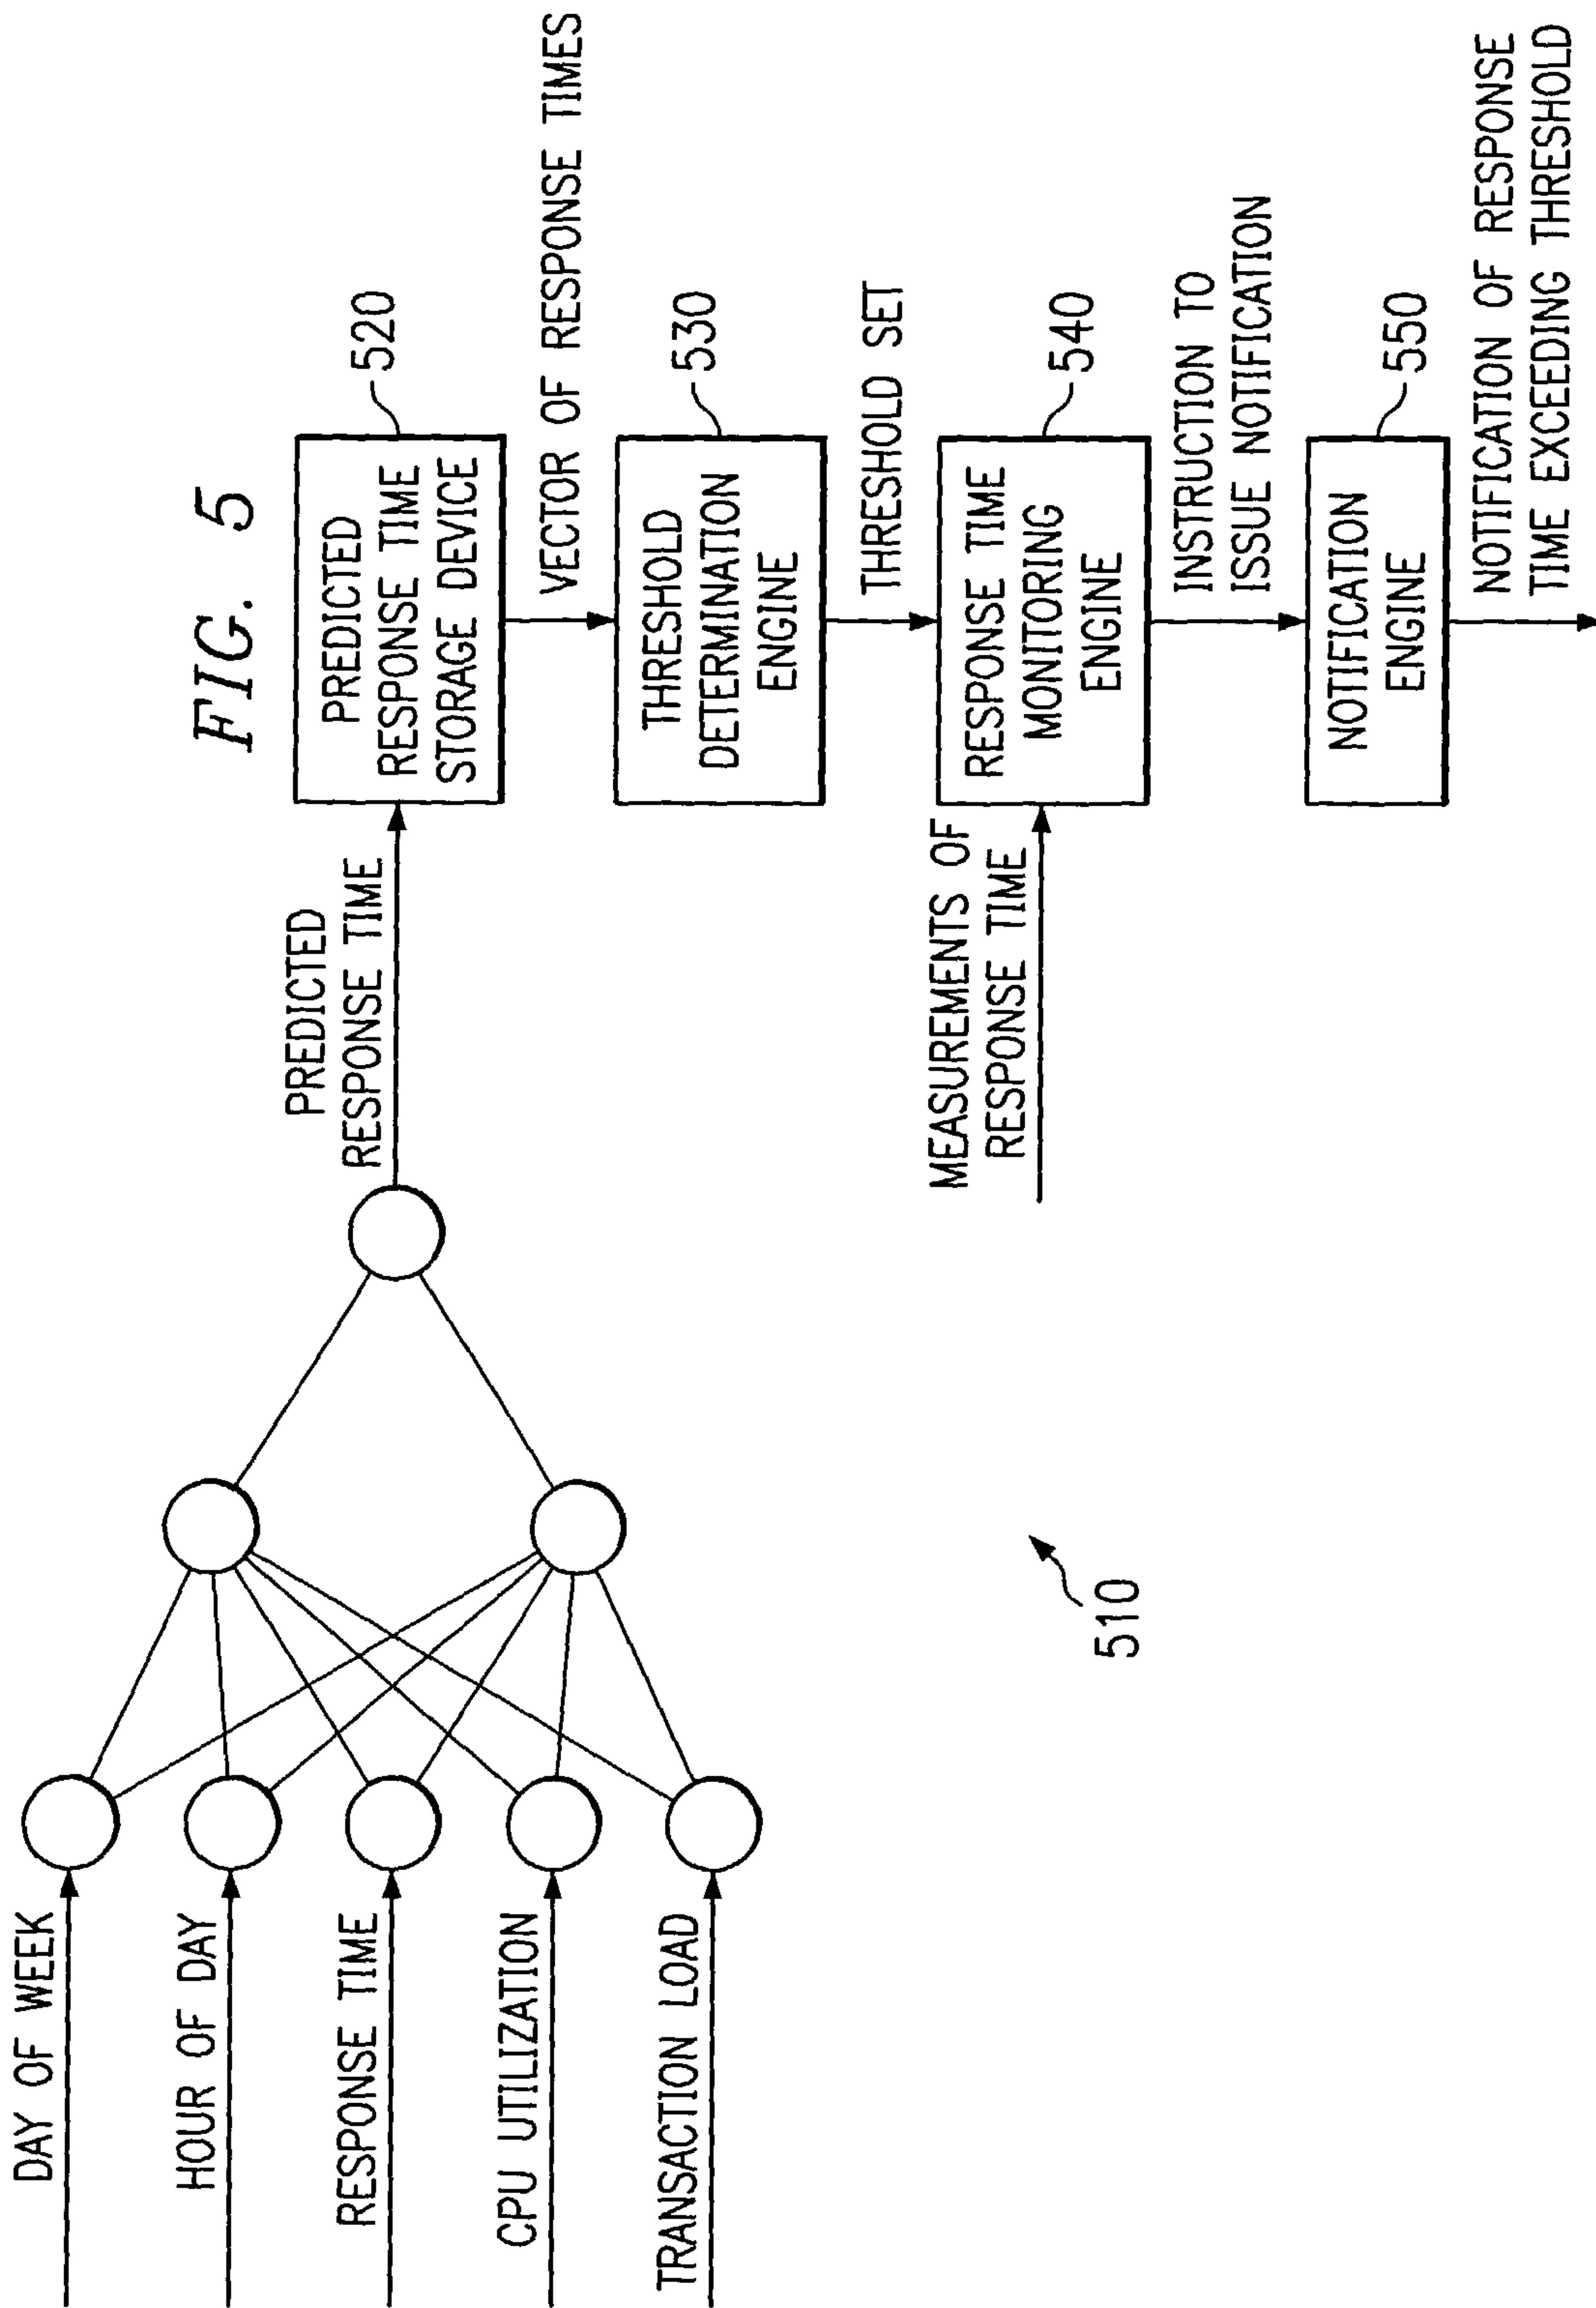 FIG. 5
DAY OF WEEK
HOUR OF DAY
RESPONSE TIME
CPU UTILIZATION
TRANSACTION LOAD
510
PREDICTED
RESPONSE TIME
PREDICTED
RESPONSE TIME
STORAGE DEVICE
520
VECTOR OF RESPONSE TIMES
THRESHOLD
DETERMINATION
ENGINE
530
THRESHOLD SET
MEASUREMENTS OF
RESPONSE TIME
RESPONSE TIME
MONITORING
ENGINE
540
INSTRUCTION TO
ISSUE NOTIFICATION
NOTIFICATION
ENGINE
550
NOTIFICATION OF RESPONSE
TIME EXCEEDING THRESHOLD